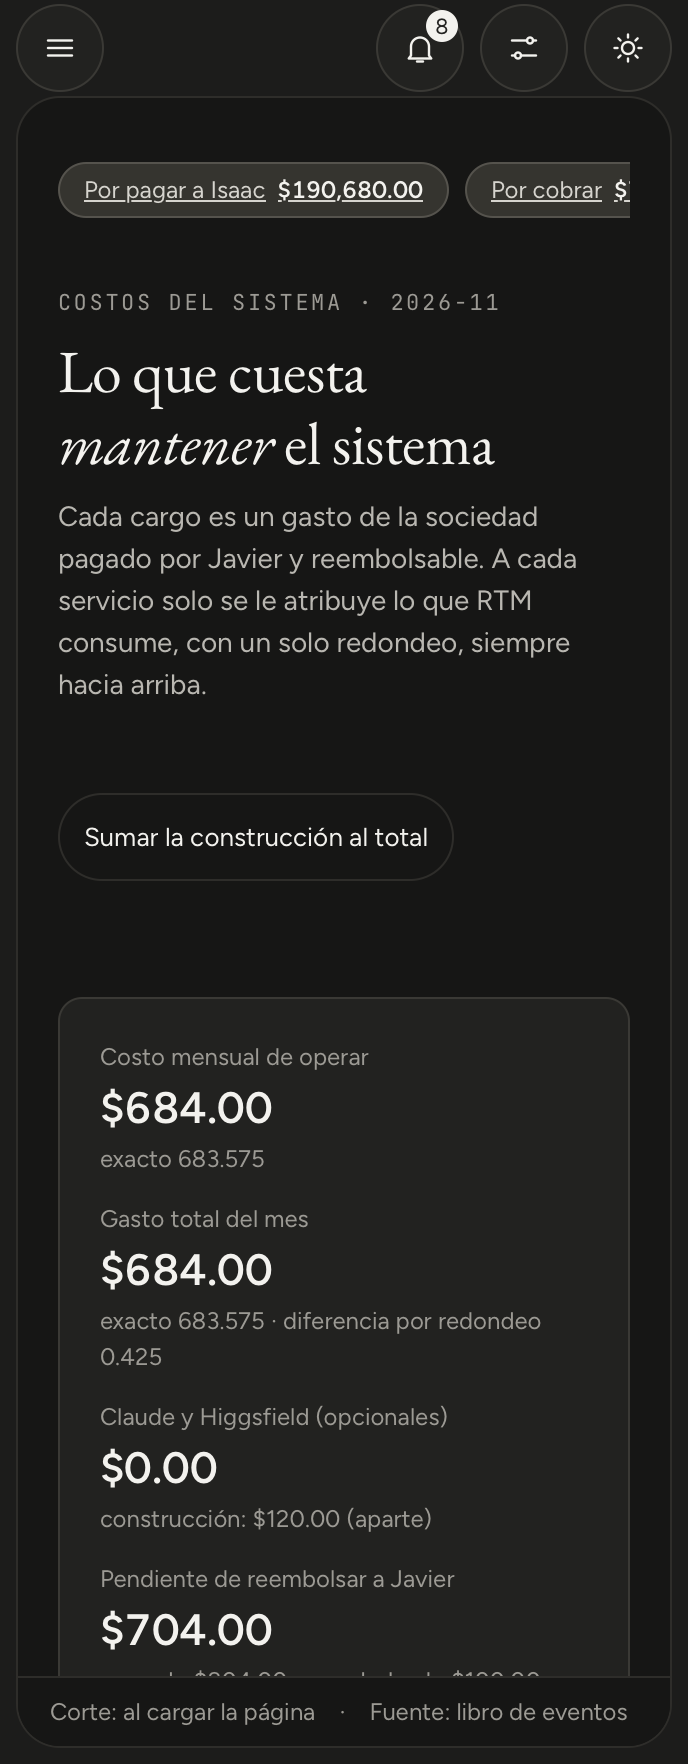 8
Por pagar a Isaac $190,680.00 Por cobrar
COSTOS DEL SISTEMA · 2026-11
Lo que cuesta
mantener el sistema
Cada cargo es un gasto de la sociedad
pagado por Javier y reembolsable. A cada
servicio solo se le atribuye lo que RTM
consume, con un solo redondeo, siempre
hacia arriba.
Sumar la construcción al total
Costo mensual de operar
$684.00
exacto 683.575
Gasto total del mes
$684.00
exacto 683.575 · diferencia por redondeo
0.425
Claude y Higgsfield (opcionales)
$0.00
construcción: $120.00 (aparte)
Pendiente de reembolsar a Javier
$704.00
Corte: al cargar la página · Fuente: libro de eventos